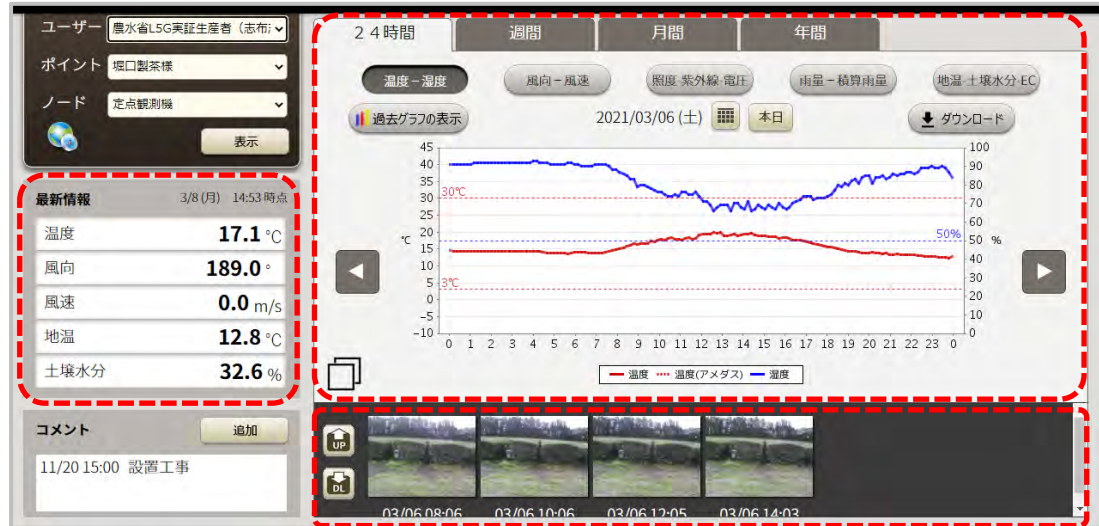 ユーザー 農水省L5G実証生産者（志布
ポイント 堀口製茶様
ノード 定点観測機
表示
最新情報 3/8(月) 14:53時点
温度 17.1 °C
風向 189.0 °
風速 0.0 m/s
地温 12.8 °C
土壌水分 32.6 %
コメント 追加
11/20 15:00 設置工事
２４時間 週間 月間 年間
温度－湿度 風向－風速 照度-紫外線-電圧 雨量－積算雨量 地温-土壌水分-EC
過去グラフの表示 2021/03/06 (土) 本日 ダウンロード
45 100
40 90
35 80
30℃
30 70
25 60
20
50%
℃ 15 50 %
10 40
5 30
3℃
0 20
-5 10
-10 0
0 1 2 3 4 5 6 7 8 9 10 11 12 13 14 15 16 17 18 19 20 21 22 23 0
温度 温度(アメダス) 湿度
UP
DL
03/06 08:06 03/06 10:06 03/06 12:05 03/06 14:03